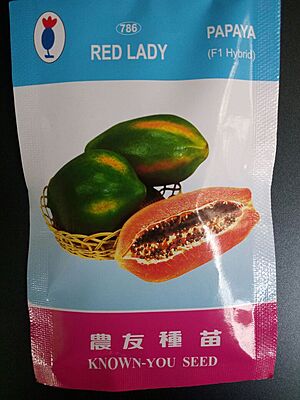 786
RED LADY
PAPAYA
(F1 Hybrid)
農友種苗
KNOWN-YOU SEED